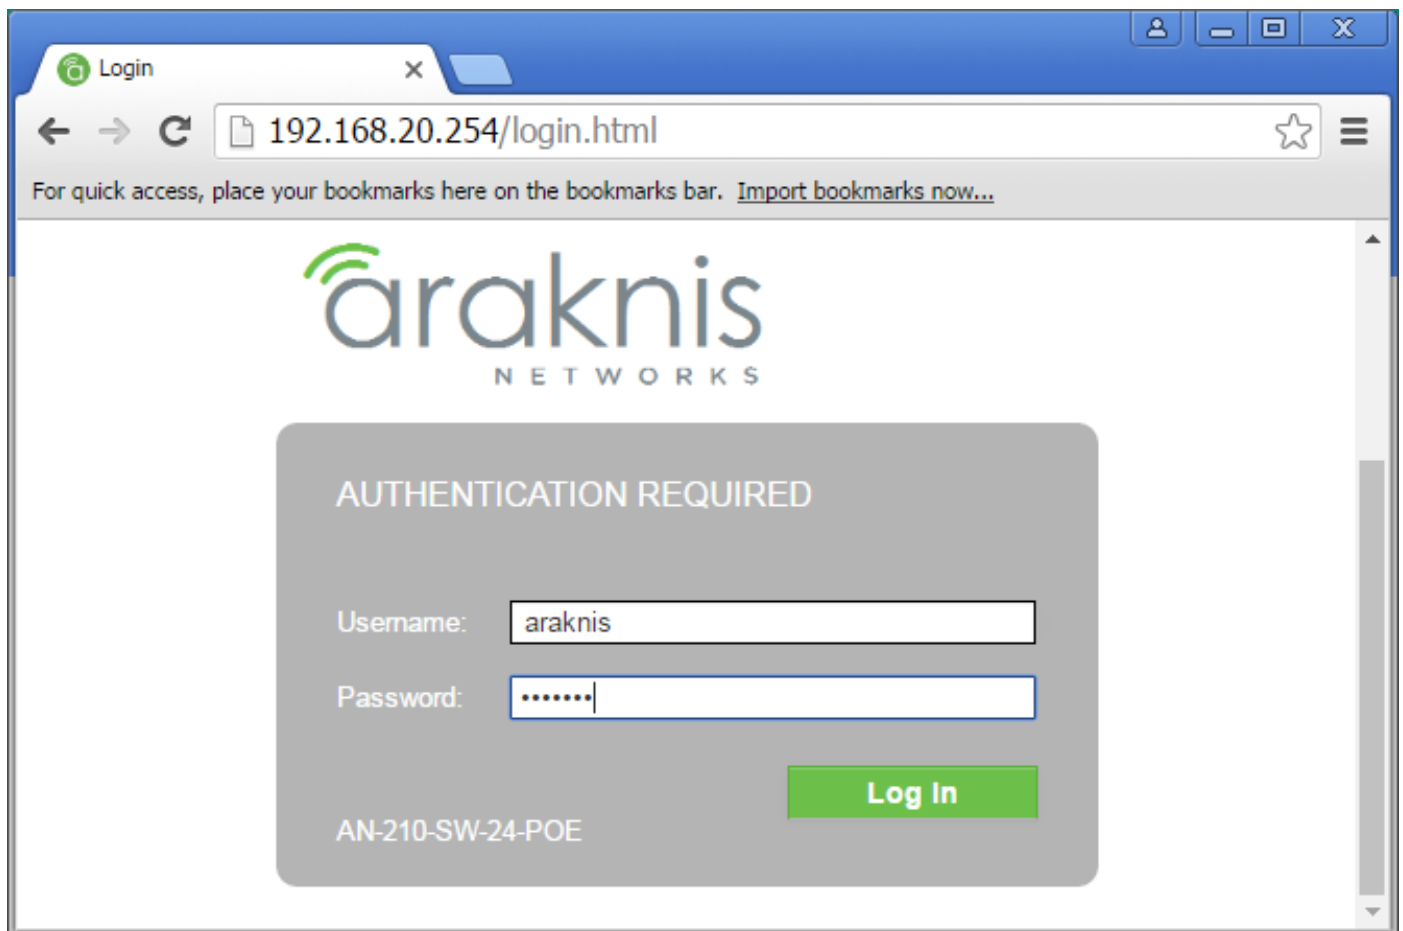 Login
192.168.20.254/login.html
For quick access, place your bookmarks here on the bookmarks bar. Import bookmarks now...
araknis
NETWORKS
AUTHENTICATION REQUIRED
Username: araknis
Password: •••••••
Log In
AN-210-SW-24-POE